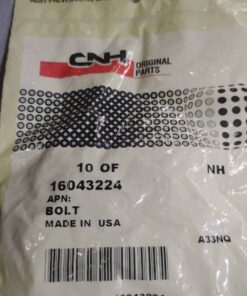 CNH
ORIGINAL
PARTS
10 OF NH
16043224
APN:
BOLT
MADE IN USA
A33NQ